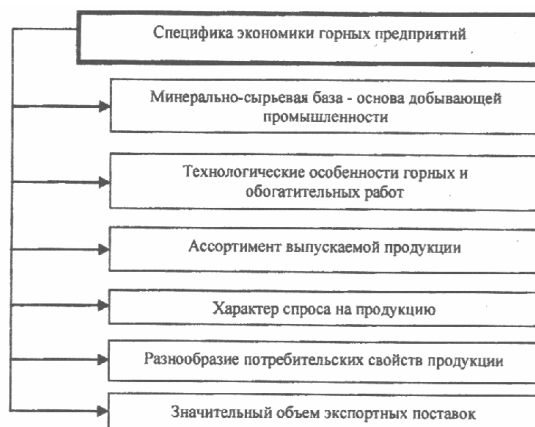 Специфика экономики горных предприятий
Минерально-сырьевая база - основа добывающей
промышленности
Технологические особенности горных и
обогатительных работ
Ассортимент выпускаемой продукции
Характер спроса на продукцию
Разнообразие потребительских свойств продукции
Значительный объем экспортных поставок